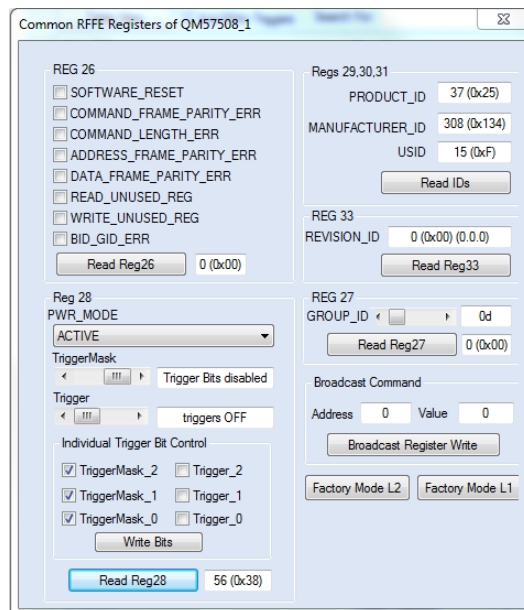 Common RFFE Registers of QM57508_1
REG 26
SOFTWARE_RESET
COMMAND_FRAME_PARITY_ERR
COMMAND_LENGTH_ERR
ADDRESS_FRAME_PARITY_ERR
DATA_FRAME_PARITY_ERR
READ_UNUSED_REG
WRITE_UNUSED_REG
BID_GID_ERR
Read Reg26 0 (0x00)
Reg 28
PWR_MODE
ACTIVE
TriggerMask
Trigger Bits disabled
Trigger
triggers OFF
Individual Trigger Bit Control
TriggerMask_2 Trigger_2
TriggerMask_1 Trigger_1
TriggerMask_0 Trigger_0
Write Bits
Read Reg28 56 (0x38)
Regs 29,30,31
PRODUCT_ID 37 (0x25)
MANUFACTURER_ID 308 (0x134)
USID 15 (0xF)
Read IDs
REG 33
REVISION_ID 0 (0x00) (0.0.0)
Read Reg33
REG 27
GROUP_ID 0d
Read Reg27 0 (0x00)
Broadcast Command
Address 0 Value 0
Broadcast Register Write
Factory Mode L2 Factory Mode L1